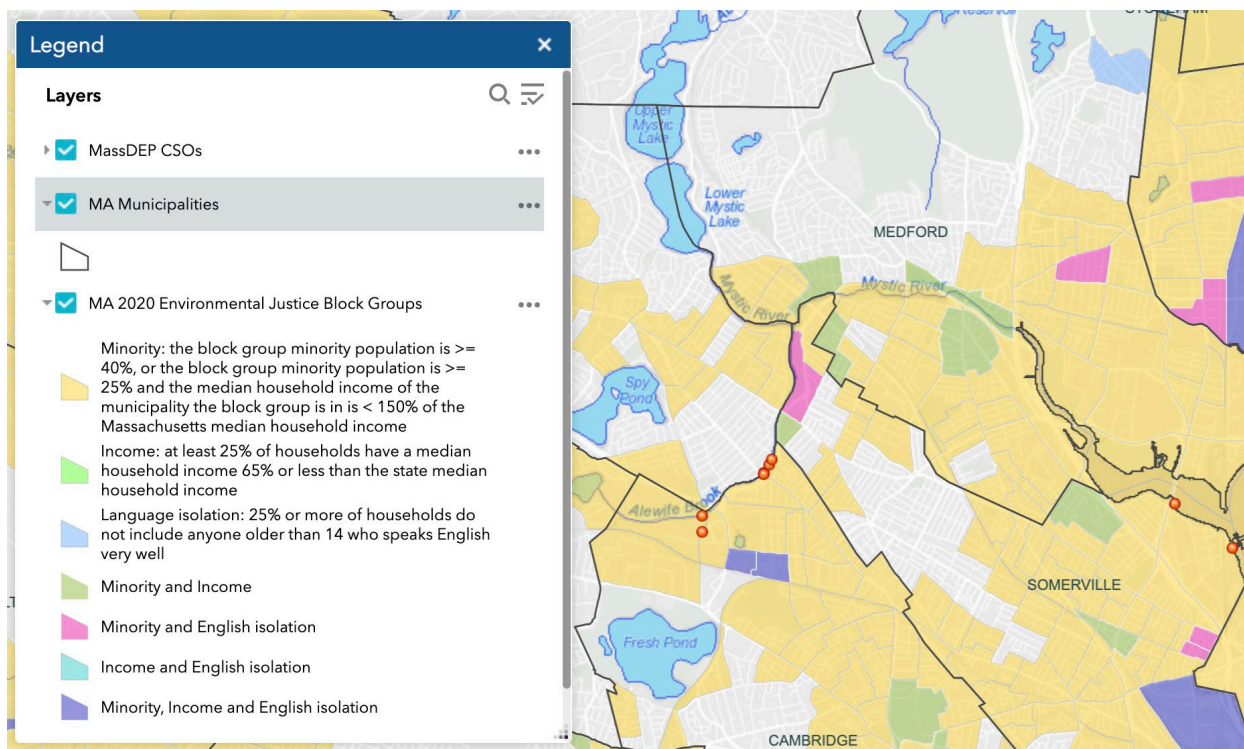 Legend
Layers
MassDEP CSOs
MA Municipalities
MA 2020 Environmental Justice Block Groups
Minority: the block group minority population is >=
40%, or the block group minority population is >=
25% and the median household income of the
municipality the block group is in is < 150% of the
Massachusetts median household income
Income: at least 25% of households have a median
household income 65% or less than the state median
household income
Language isolation: 25% or more of households do
not include anyone older than 14 who speaks English
very well
Minority and Income
Minority and English isolation
Income and English isolation
Minority, Income and English isolation
Upper
Mystic
Lake
Lower
Mystic
Lake
MEDFORD
Mystic River
Mystic River
Spy
Pond
Alewife Brook
SOMERVILLE
Fresh Pond
CAMBRIDGE